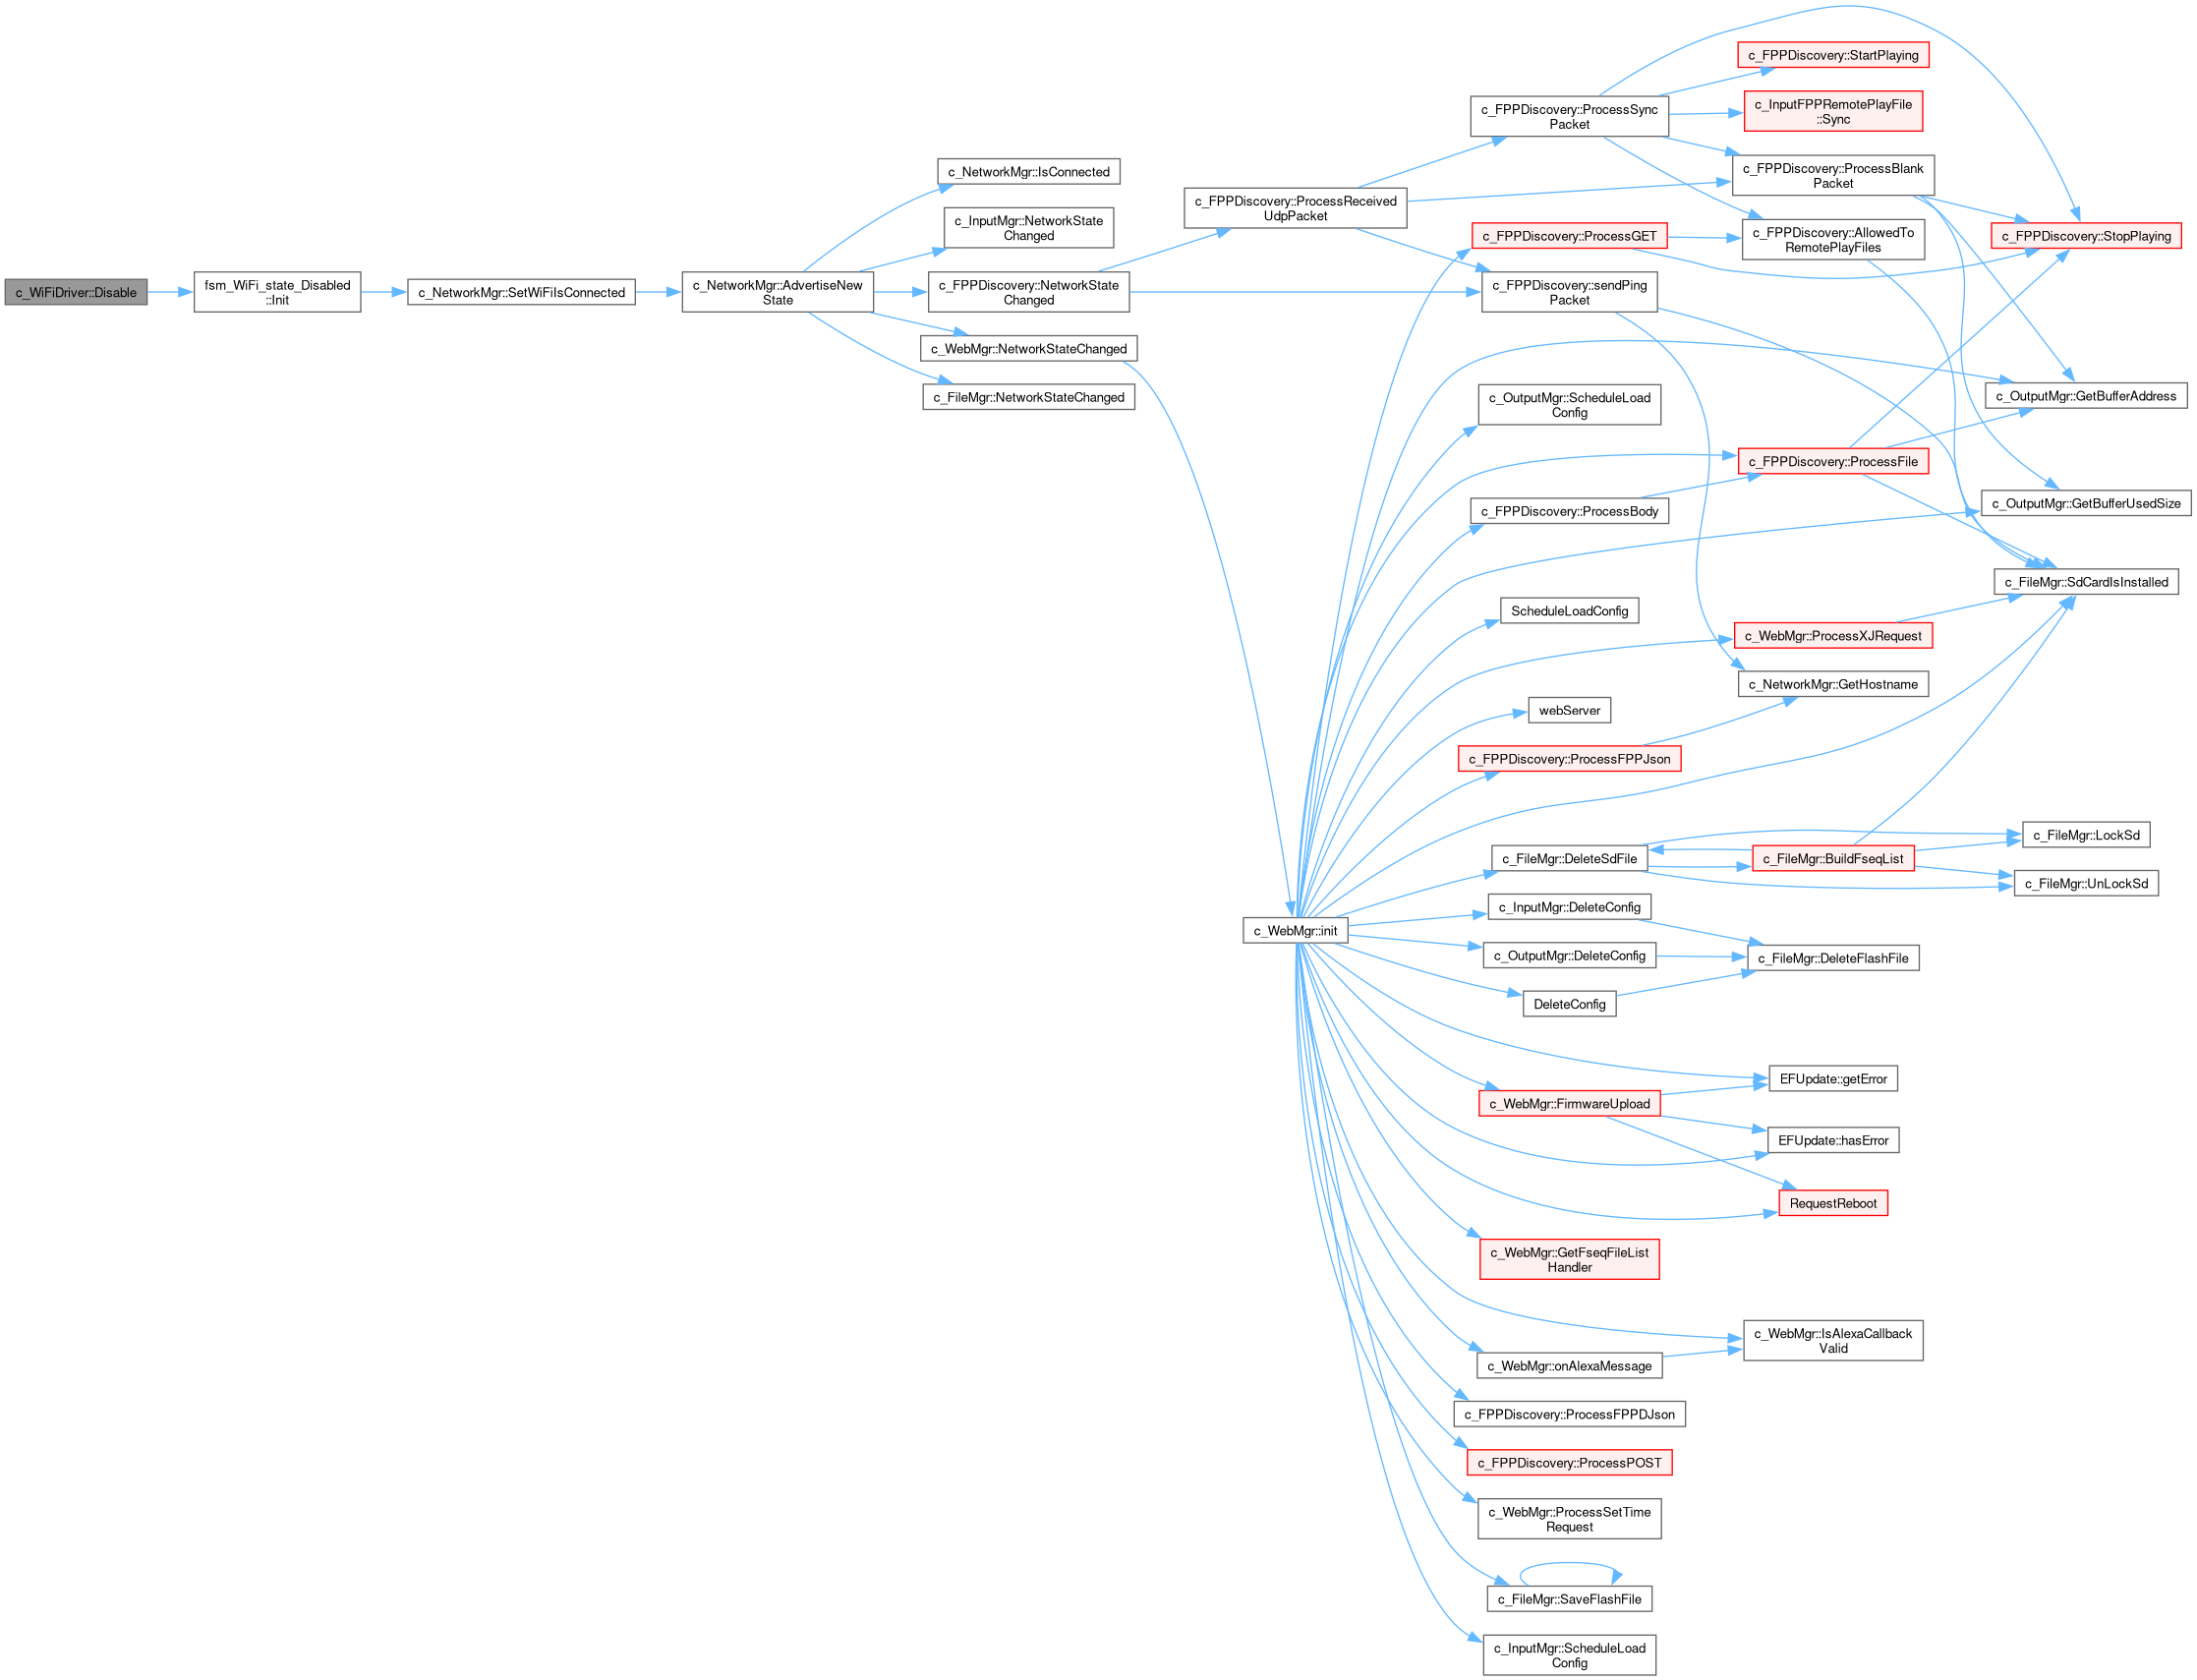 c_WiFiDriver::Disable
fsm_WiFi_state_Disabled
::Init
c_NetworkMgr::SetWiFiIsConnected
c_NetworkMgr::AdvertiseNew
State
c_NetworkMgr::IsConnected
c_InputMgr::NetworkState
Changed
c_FPPDiscovery::NetworkState
Changed
c_WebMgr::NetworkStateChanged
c_FileMgr::NetworkStateChanged
c_FPPDiscovery::ProcessReceived
UdpPacket
c_WebMgr::init
c_FPPDiscovery::ProcessSync
Packet
c_FPPDiscovery::ProcessGET
c_FPPDiscovery::sendPing
Packet
c_OutputMgr::ScheduleLoad
Config
c_FPPDiscovery::ProcessBody
ScheduleLoadConfig
webServer
c_FPPDiscovery::ProcessFPPJson
c_FileMgr::DeleteSdFile
c_InputMgr::DeleteConfig
c_OutputMgr::DeleteConfig
DeleteConfig
c_WebMgr::FirmwareUpload
c_WebMgr::GetFseqFileList
Handler
c_WebMgr::onAlexaMessage
c_FPPDiscovery::ProcessFPPDJson
c_FPPDiscovery::ProcessPOST
c_WebMgr::ProcessSetTime
Request
c_FileMgr::SaveFlashFile
c_InputMgr::ScheduleLoad
Config
c_FPPDiscovery::StartPlaying
c_InputFPPRemotePlayFile
::Sync
c_FPPDiscovery::ProcessBlank
Packet
c_FPPDiscovery::AllowedTo
RemotePlayFiles
c_FPPDiscovery::ProcessFile
c_WebMgr::ProcessXJRequest
c_NetworkMgr::GetHostname
c_FileMgr::BuildFseqList
c_FileMgr::DeleteFlashFile
EFUpdate::getError
EFUpdate::hasError
RequestReboot
c_WebMgr::IsAlexaCallback
Valid
c_FPPDiscovery::StopPlaying
c_OutputMgr::GetBufferAddress
c_OutputMgr::GetBufferUsedSize
c_FileMgr::SdCardIsInstalled
c_FileMgr::LockSd
c_FileMgr::UnLockSd